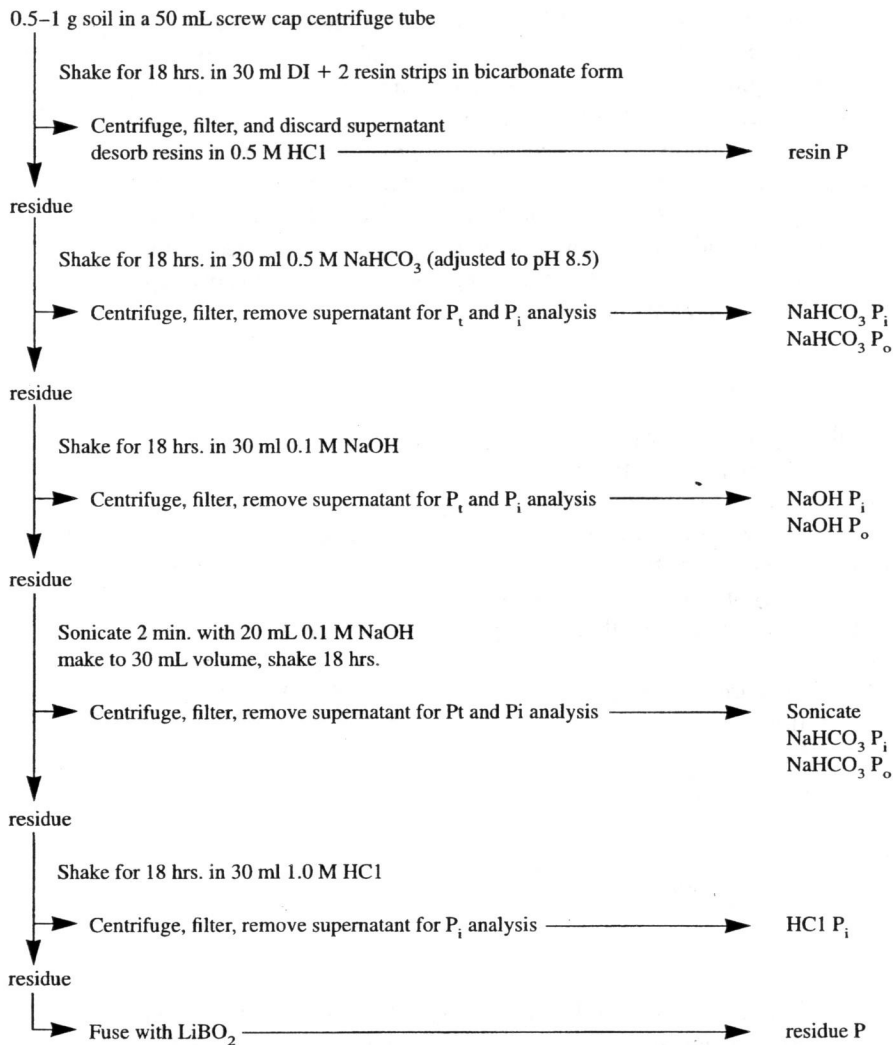 0.5–1 g soil in a 50 mL screw cap centrifuge tube
Shake for 18 hrs. in 30 ml DI + 2 resin strips in bicarbonate form
Centrifuge, filter, and discard supernatant
desorb resins in 0.5 M HC1 resin P
residue
Shake for 18 hrs. in 30 ml 0.5 M NaHCO₃ (adjusted to pH 8.5)
Centrifuge, filter, remove supernatant for Pₜ and Pᵢ analysis NaHCO₃ Pᵢ
NaHCO₃ Pₒ
residue
Shake for 18 hrs. in 30 ml 0.1 M NaOH
Centrifuge, filter, remove supernatant for Pₜ and Pᵢ analysis NaOH Pᵢ
NaOH Pₒ
residue
Sonicate 2 min. with 20 mL 0.1 M NaOH
make to 30 mL volume, shake 18 hrs.
Centrifuge, filter, remove supernatant for Pt and Pi analysis Sonicate
NaHCO₃ Pᵢ
NaHCO₃ Pₒ
residue
Shake for 18 hrs. in 30 ml 1.0 M HC1
Centrifuge, filter, remove supernatant for Pᵢ analysis HC1 Pᵢ
residue
Fuse with LiBO₂ residue P